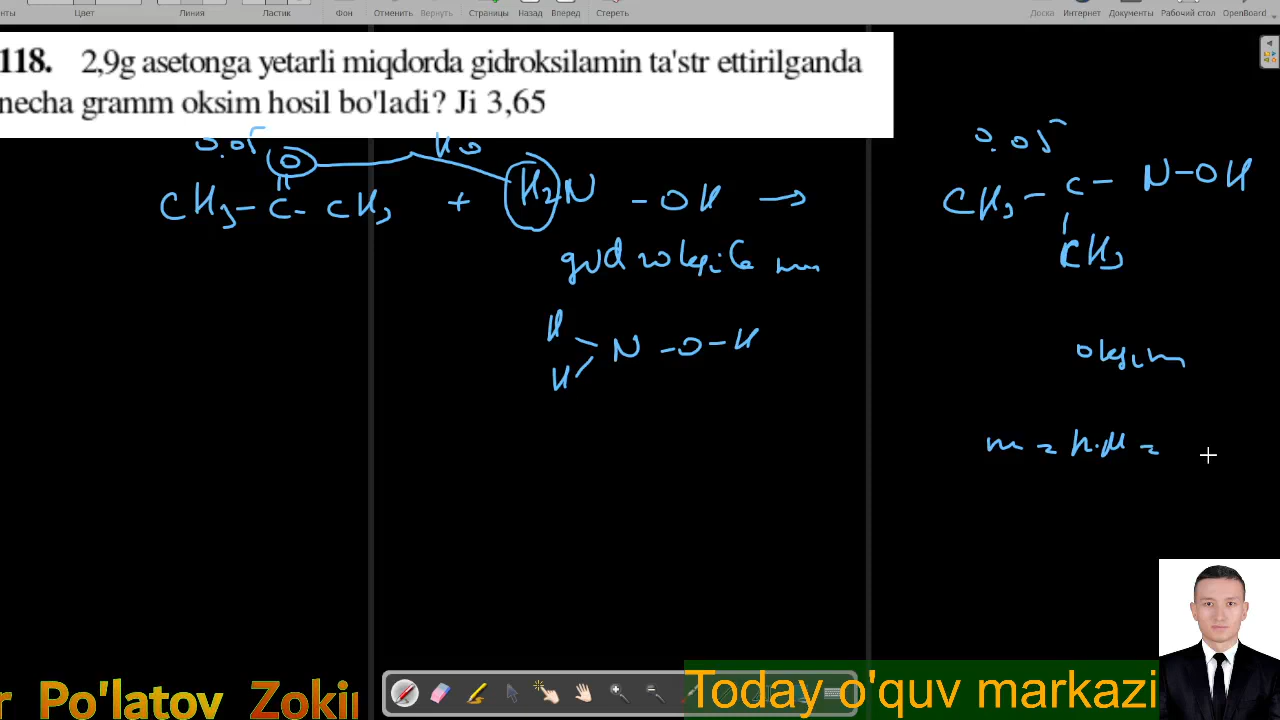 Цвет Линия Ластик Фон Отменить Вернуть Страницы Назад Вперед Стереть Доска Интернет Документы Рабочий стол OpenBoard
118. 2,9g asetonga yetarli miqdorda gidroksilamin ta'str ettirilganda
necha gramm oksim hosil bo'ladi? Ji 3,65
0.05 O H2O 0.05
CH3-C-CH3 + H2N-OH → CH3-C-N-OH
CH3
H
H N-O-H
oksim
m = n·M =
Po'latov Zokir
Today o'quv markazi